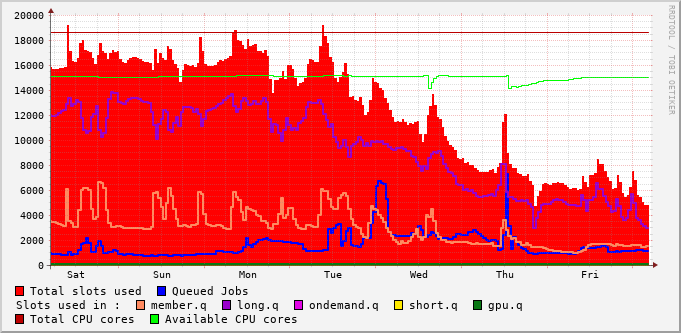 20000
18000
16000
14000
12000
10000
8000
6000
4000
2000
0
Sat Sun Mon Tue Wed Thu Fri
RRDTOOL / TOBI OETIKER
Total slots used Queued Jobs
Slots used in : member.q long.q ondemand.q short.q gpu.q
Total CPU cores Available CPU cores